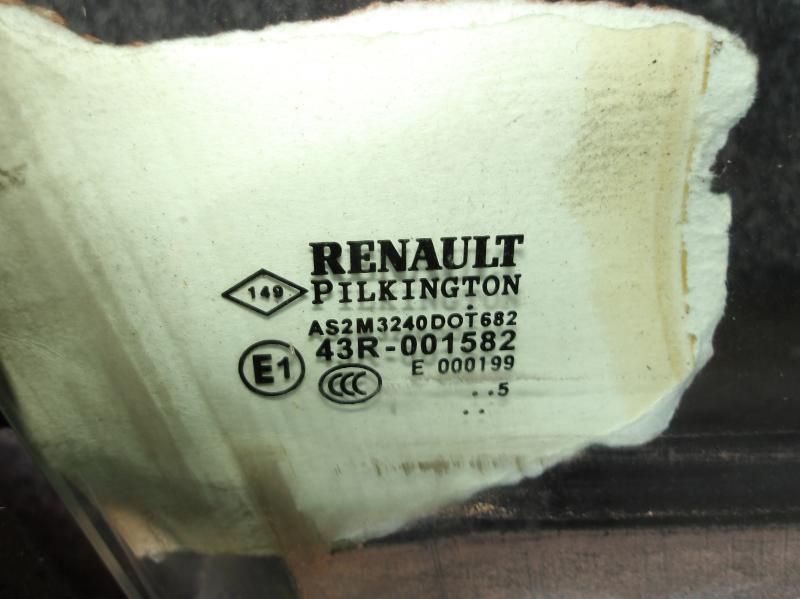 RENAULT
149 PILKINGTON
AS2M3240DOT682
43R-001582
E1 CCC E 000199
..5
..